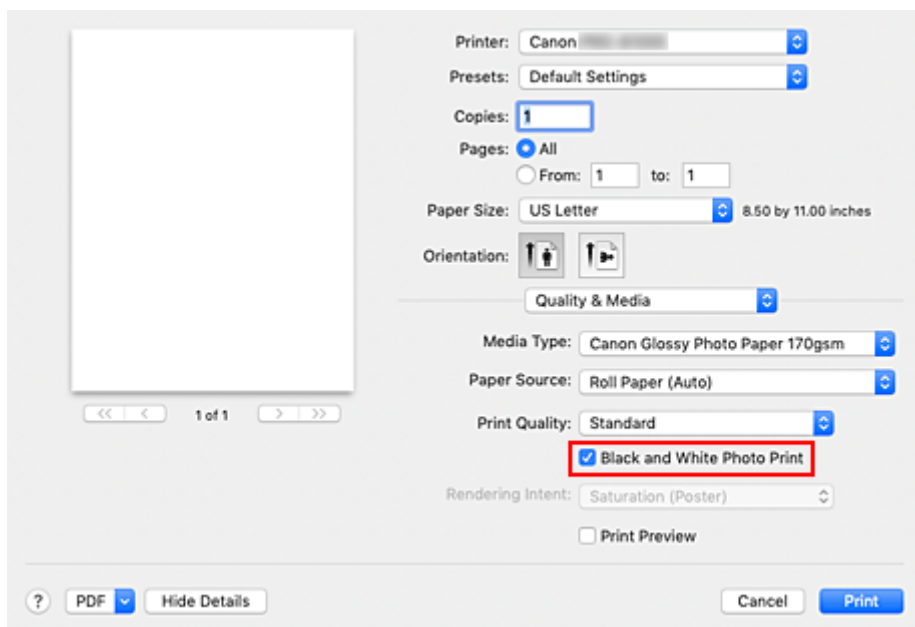 Printer: Canon
Presets: Default Settings
Copies: 1
Pages: All
From: 1 to: 1
Paper Size: US Letter 8.50 by 11.00 inches
Orientation:
Quality & Media
Media Type: Canon Glossy Photo Paper 170gsm
Paper Source: Roll Paper (Auto)
<< < 1 of 1 > >>
Print Quality: Standard
Black and White Photo Print
Rendering Intent: Saturation (Poster)
Print Preview
? PDF Hide Details Cancel Print